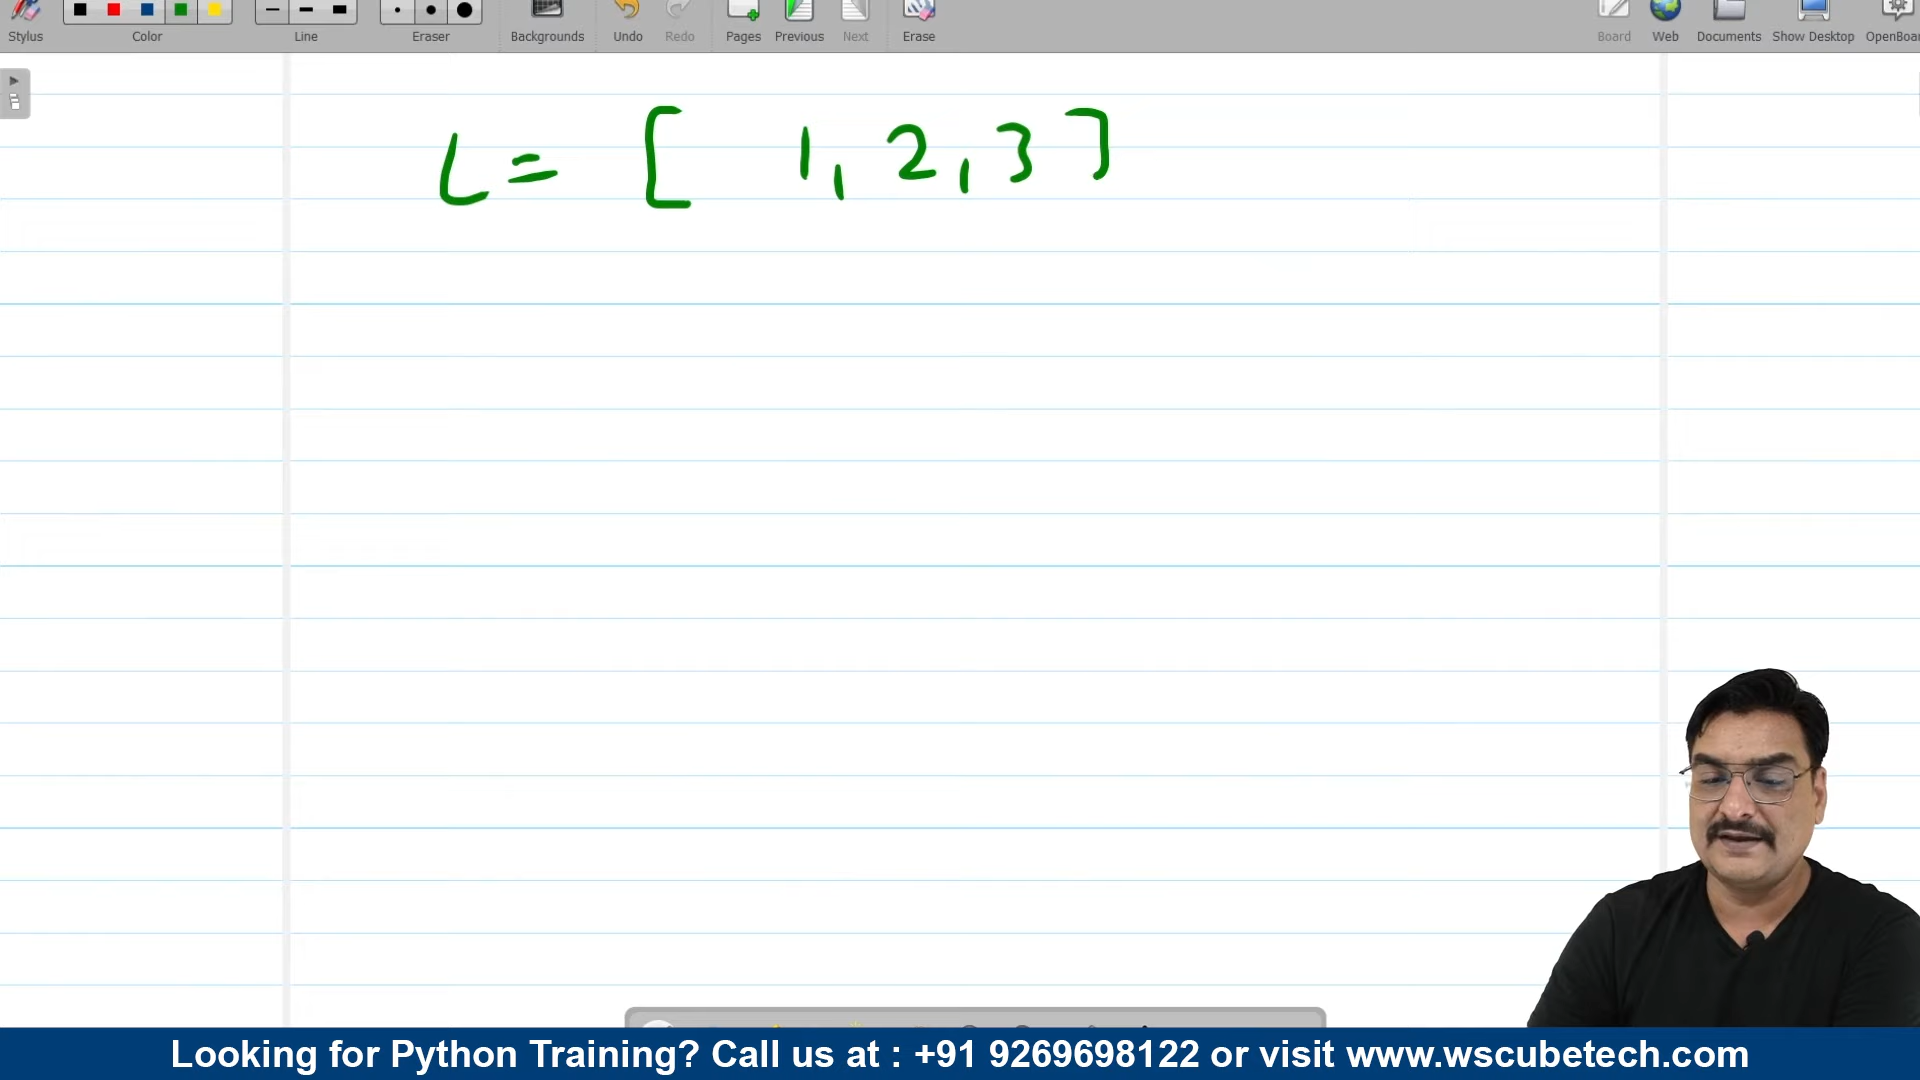 Stylus Color Line Eraser Backgrounds Undo Redo Pages Previous Next Erase Board Web Documents Show Desktop OpenBoar
L = [ 1, 2, 3 ]
Looking for Python Training? Call us at : +91 9269698122 or visit www.wscubetech.com